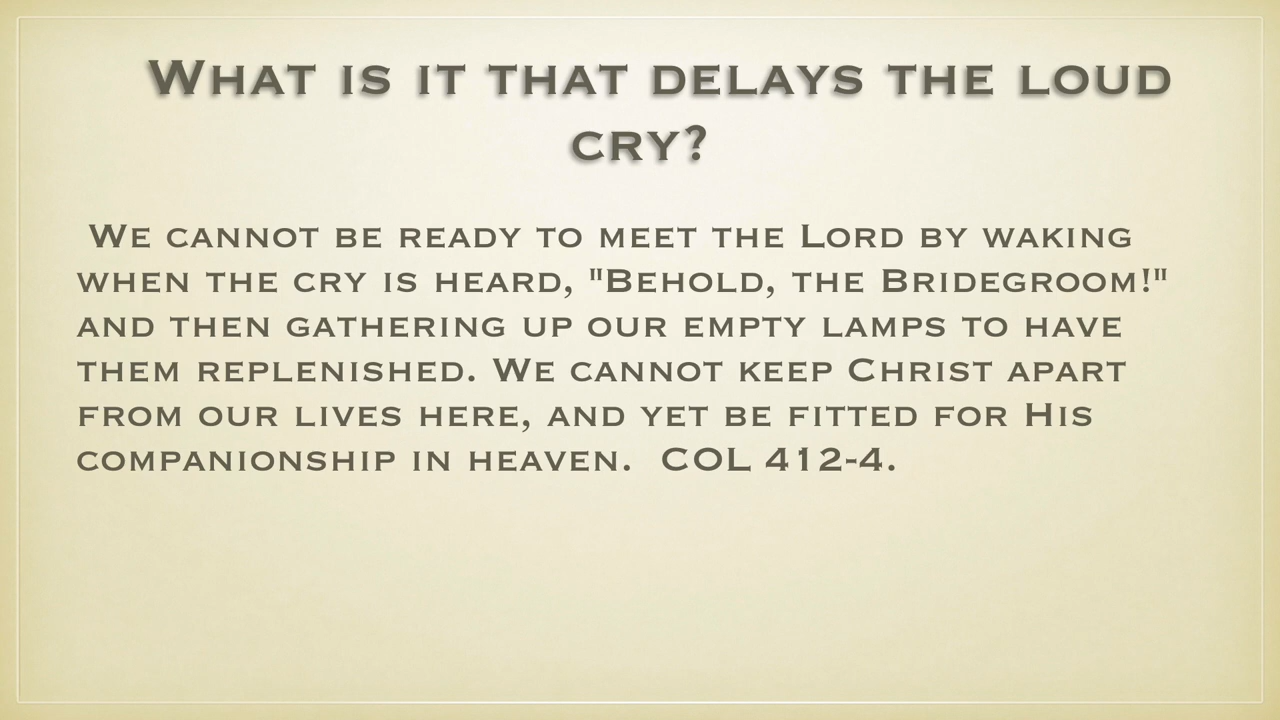 What is it that delays the loud
cry?
We cannot be ready to meet the Lord by waking
when the cry is heard, "Behold, the Bridegroom!"
and then gathering up our empty lamps to have
them replenished. We cannot keep Christ apart
from our lives here, and yet be fitted for His
companionship in heaven.  COL 412-4.